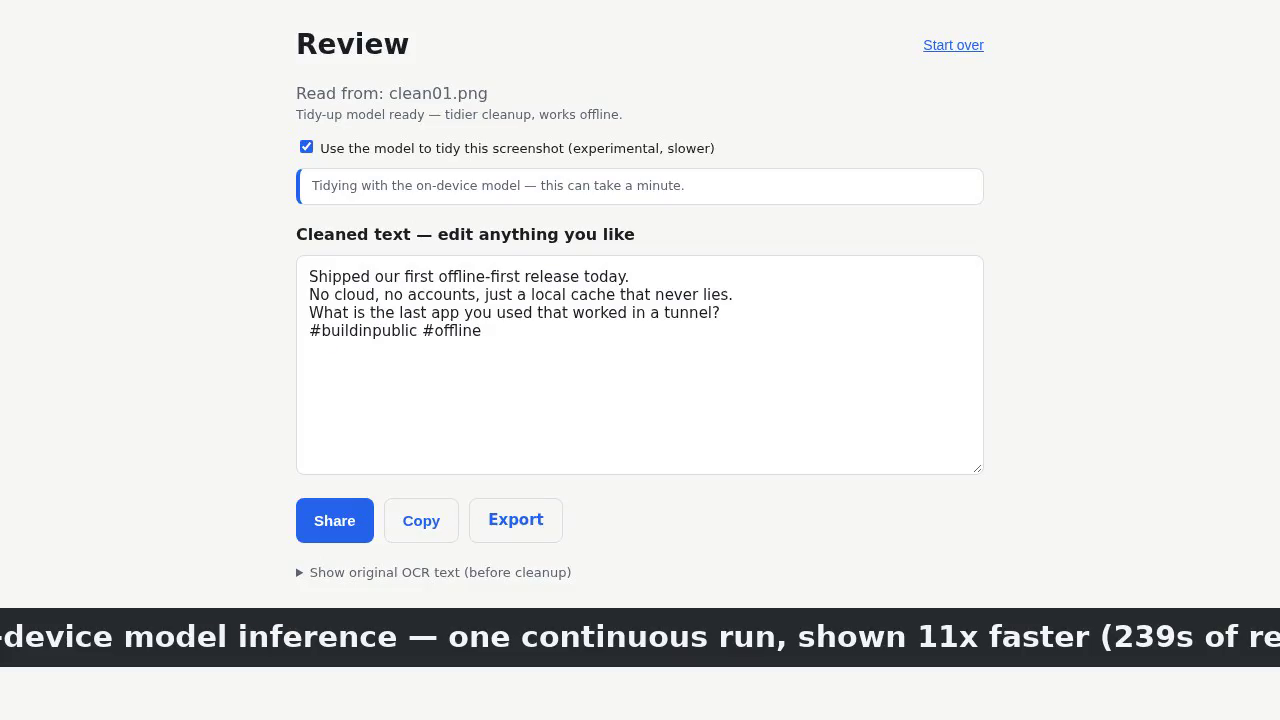 Review
Start over
Read from: clean01.png
Tidy-up model ready — tidier cleanup, works offline.
Use the model to tidy this screenshot (experimental, slower)
Tidying with the on-device model — this can take a minute.
Cleaned text — edit anything you like
Shipped our first offline-first release today.
No cloud, no accounts, just a local cache that never lies.
What is the last app you used that worked in a tunnel?
#buildinpublic #offline
Share
Copy
Export
Show original OCR text (before cleanup)
-device model inference — one continuous run, shown 11x faster (239s of